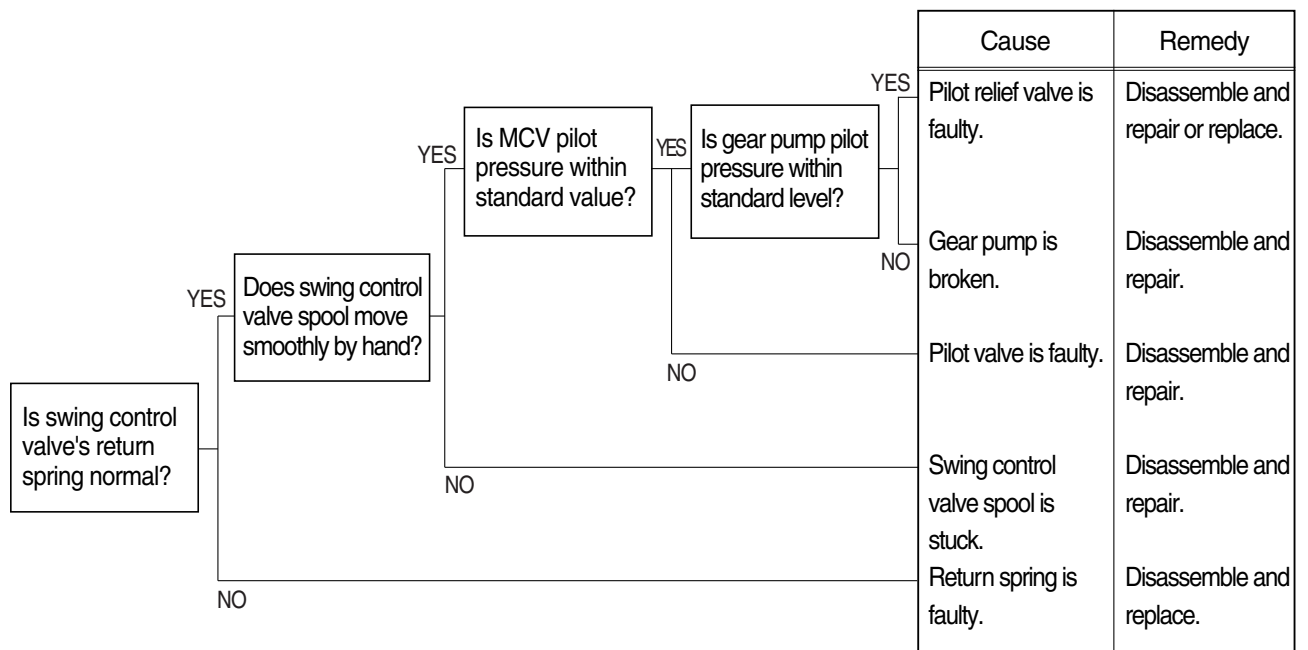 Cause
Remedy
YES
Pilot relief valve is
faulty.
Disassemble and
repair or replace.
YES
Is MCV pilot
pressure within
standard value?
YES
Is gear pump pilot
pressure within
standard level?
NO
Gear pump is
broken.
Disassemble and
repair.
YES
Does swing control
valve spool move
smoothly by hand?
NO
Pilot valve is faulty.
Disassemble and
repair.
Is swing control
valve's return
spring normal?
NO
Swing control
valve spool is
stuck.
Disassemble and
repair.
NO
Return spring is
faulty.
Disassemble and
replace.